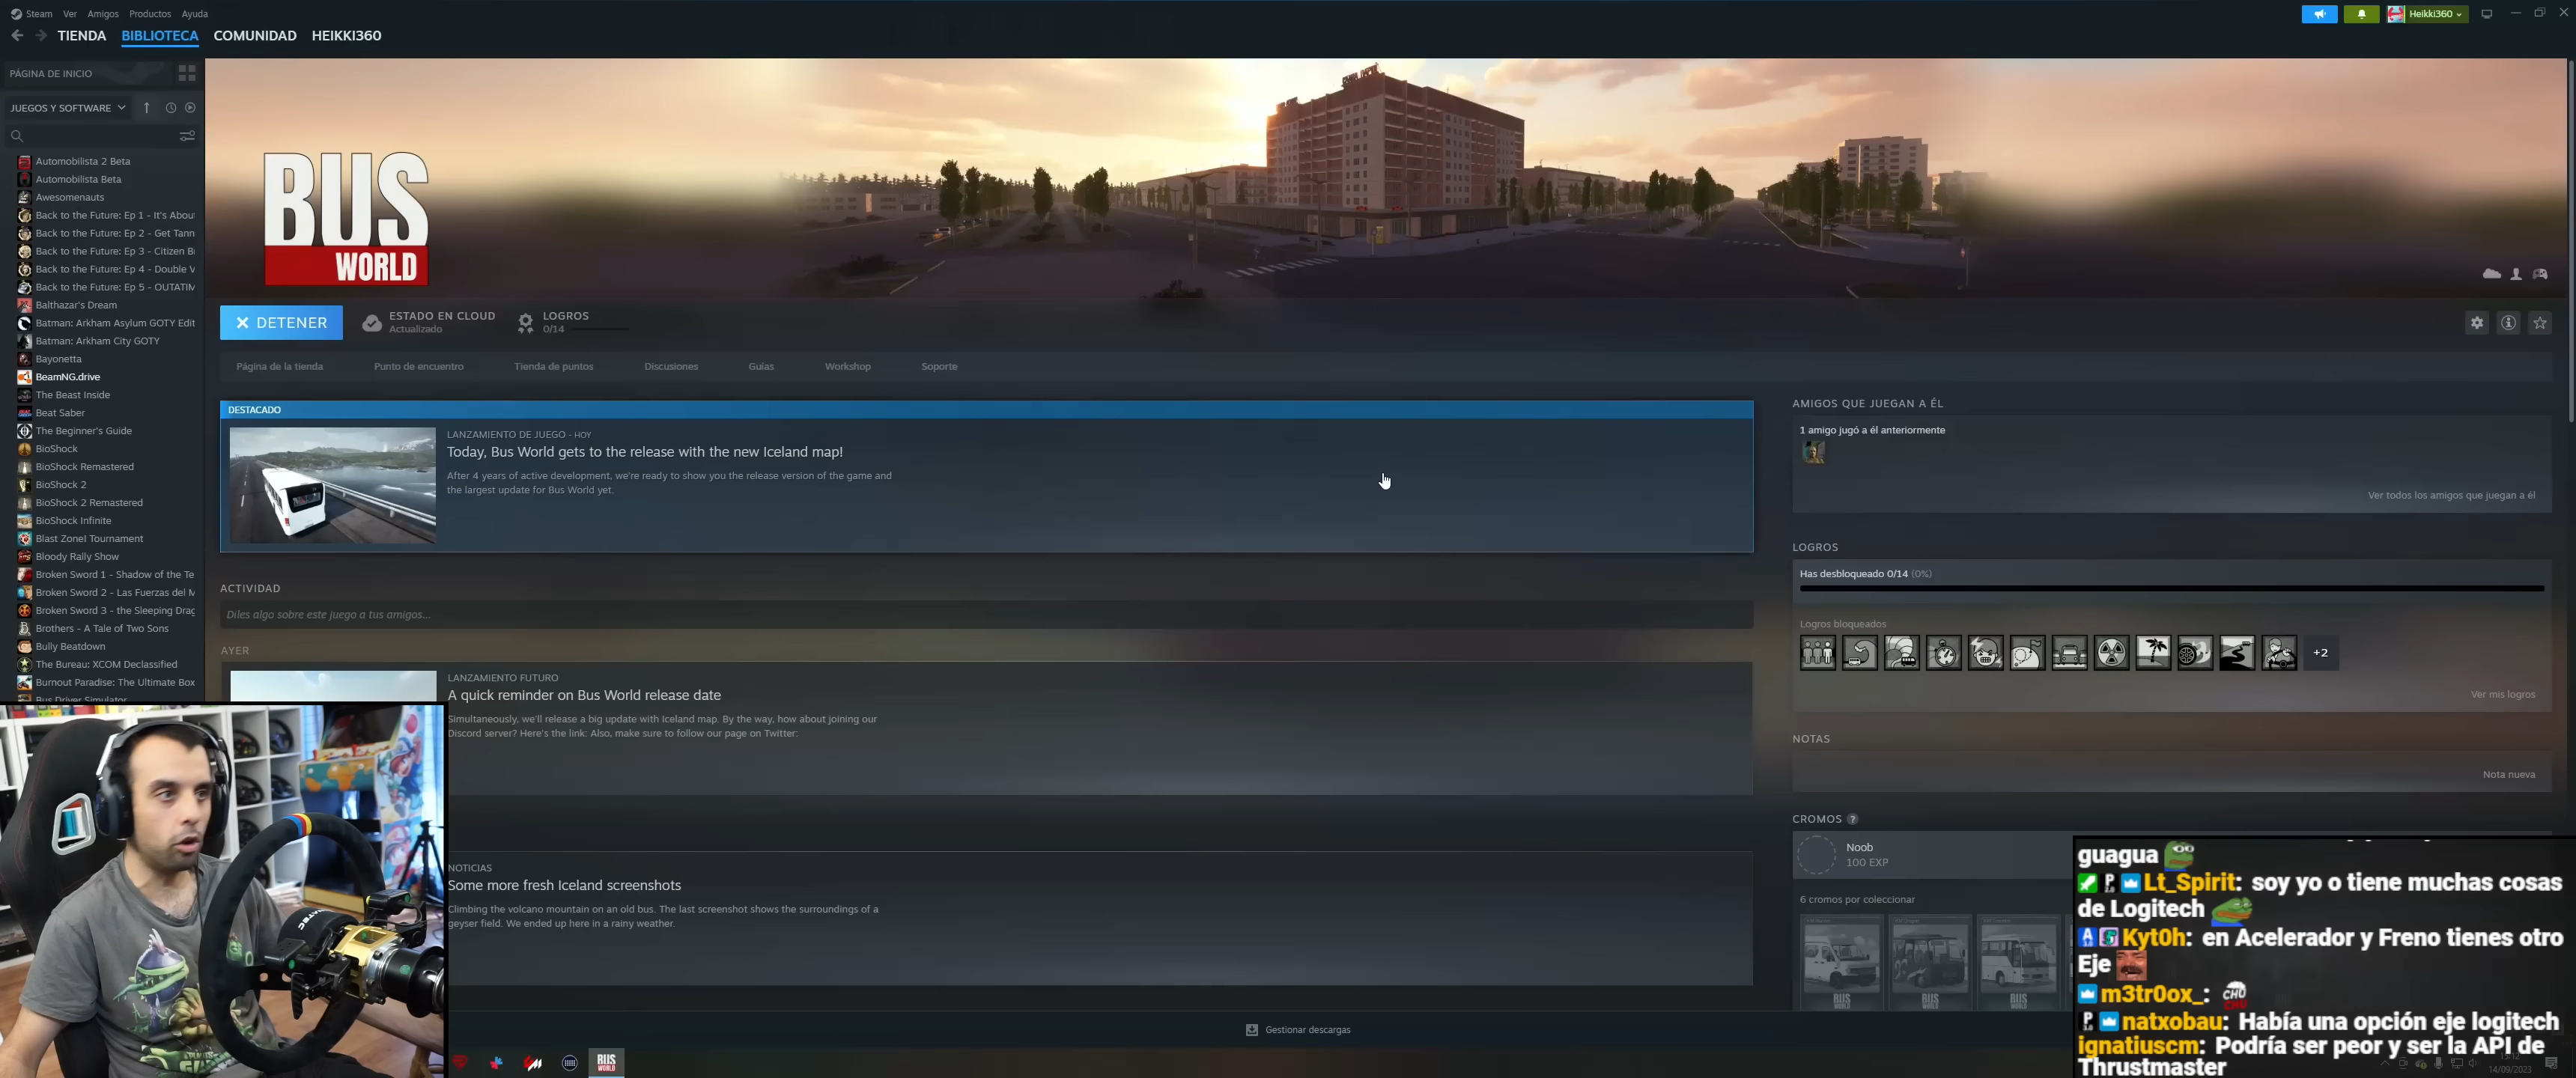 Steam Ver Amigos Productos Ayuda
Heikki360
TIENDA BIBLIOTECA COMUNIDAD HEIKKI360
PÁGINA DE INICIO
JUEGOS Y SOFTWARE
Automobilista 2 Beta
Automobilista Beta
Awesomenauts
Back to the Future: Ep 1 - It's About
Back to the Future: Ep 2 - Get Tann
Back to the Future: Ep 3 - Citizen B
Back to the Future: Ep 4 - Double V
Back to the Future: Ep 5 - OUTATIM
Balthazar's Dream
Batman: Arkham Asylum GOTY Edit
Batman: Arkham City GOTY
Bayonetta
BeamNG.drive
The Beast Inside
Beat Saber
The Beginner's Guide
BioShock
BioShock Remastered
BioShock 2
BioShock 2 Remastered
BioShock Infinite
Blast Zone! Tournament
Bloody Rally Show
Broken Sword 1 - Shadow of the Te
Broken Sword 2 - Las Fuerzas del M
Broken Sword 3 - the Sleeping Drag
Brothers - A Tale of Two Sons
Bully Beatdown
The Bureau: XCOM Declassified
Burnout Paradise: The Ultimate Box
Bus Driver Simulator
BUS
WORLD
DETENER
ESTADO EN CLOUD
Actualizado
LOGROS
0/14
Página de la tienda Punto de encuentro Tienda de puntos Discusiones Guías Workshop Soporte
DESTACADO
LANZAMIENTO DE JUEGO - HOY
Today, Bus World gets to the release with the new Iceland map!
After 4 years of active development, we're ready to show you the release version of the game and
the largest update for Bus World yet.
ACTIVIDAD
Diles algo sobre este juego a tus amigos...
AYER
LANZAMIENTO FUTURO
A quick reminder on Bus World release date
Simultaneously, we'll release a big update with Iceland map. By the way, how about joining our
Discord server? Here's the link: Also, make sure to follow our page on Twitter:
NOTICIAS
Some more fresh Iceland screenshots
Climbing the volcano mountain on an old bus. The last screenshot shows the surroundings of a
geyser field. We ended up here in a rainy weather.
AMIGOS QUE JUEGAN A ÉL
1 amigo jugó a él anteriormente
Ver todos los amigos que juegan a él
LOGROS
Has desbloqueado 0/14 (0%)
Logros bloqueados
+2
Ver mis logros
NOTAS
Nota nueva
CROMOS ?
Noob
100 EXP
6 cromos por coleccionar
BUS BUS BUS
WORLD WORLD WORLD
guagua
Lt_Spirit: soy yo o tiene muchas cosas
de Logitech
Kyt0h: en Acelerador y Freno tienes otro
Eje
m3tr0ox_:
natxobau: Había una opción eje logitech
ignatiuscm: Podría ser peor y ser la API de
Thrustmaster
Gestionar descargas
BUS
WORLD
14/09/2023
FANATEC